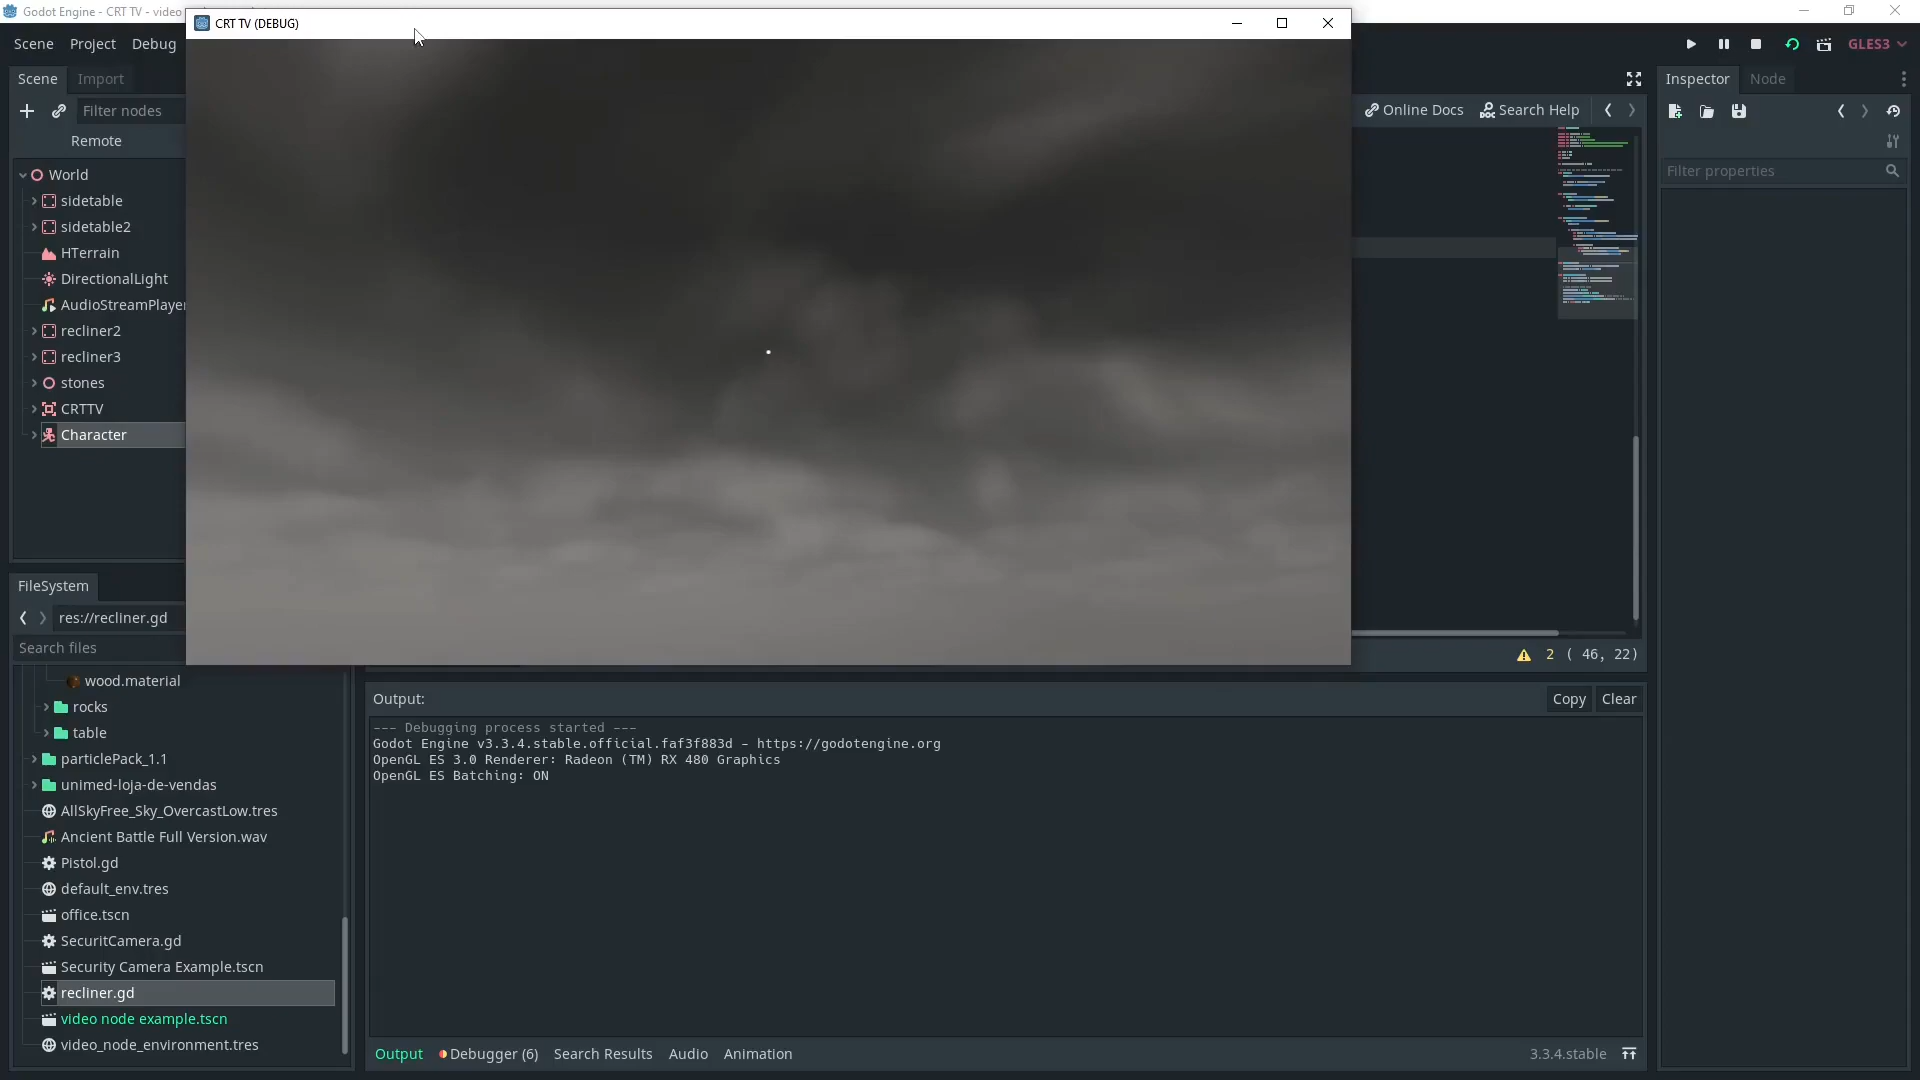 Godot Engine - CRT TV - video
CRT TV (DEBUG)
Scene Project Debug
GLES3
Scene Import
Inspector Node
Filter nodes
Online Docs Search Help
Remote
Filter properties
World
sidetable
sidetable2
HTerrain
DirectionalLight
AudioStreamPlayer
recliner2
recliner3
stones
CRTTV
Character
FileSystem
res://recliner.gd
Search files
2 ( 46, 22)
wood.material
rocks
table
particlePack_1.1
unimed-loja-de-vendas
AllSkyFree_Sky_OvercastLow.tres
Ancient Battle Full Version.wav
Pistol.gd
default_env.tres
office.tscn
SecuritCamera.gd
Security Camera Example.tscn
recliner.gd
video node example.tscn
video_node_environment.tres
Output:
Copy Clear
--- Debugging process started ---
Godot Engine v3.3.4.stable.official.faf3f883d - https://godotengine.org
OpenGL ES 3.0 Renderer: Radeon (TM) RX 480 Graphics
OpenGL ES Batching: ON
Output Debugger (6) Search Results Audio Animation
3.3.4.stable